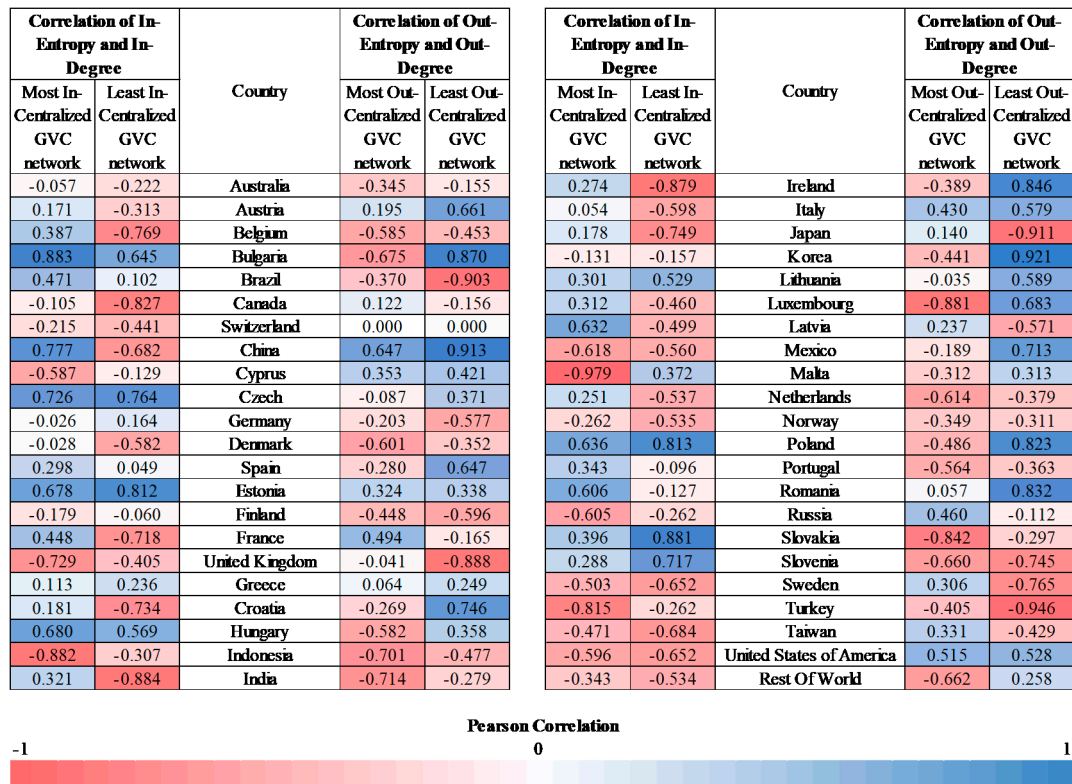 Correlation of In-
Entropy and In-
Degree
Country
Correlation of Out-
Entropy and Out-
Degree
Most In-
Centralized
GVC
network
Least In-
Centralized
GVC
network
Most Out-
Centralized
GVC
network
Least Out-
Centralized
GVC
network
-0.057 -0.222 Australia -0.345 -0.155
0.171 -0.313 Austria 0.195 0.661
0.387 -0.769 Belgium -0.585 -0.453
0.883 0.645 Bulgaria -0.675 0.870
0.471 0.102 Brazil -0.370 -0.903
-0.105 -0.827 Canada 0.122 -0.156
-0.215 -0.441 Switzerland 0.000 0.000
0.777 -0.682 China 0.647 0.913
-0.587 -0.129 Cyprus 0.353 0.421
0.726 0.764 Czech -0.087 0.371
-0.026 0.164 Germany -0.203 -0.577
-0.028 -0.582 Denmark -0.601 -0.352
0.298 0.049 Spain -0.280 0.647
0.678 0.812 Estonia 0.324 0.338
-0.179 -0.060 Finland -0.448 -0.596
0.448 -0.718 France 0.494 -0.165
-0.729 -0.405 United Kingdom -0.041 -0.888
0.113 0.236 Greece 0.064 0.249
0.181 -0.734 Croatia -0.269 0.746
0.680 0.569 Hungary -0.582 0.358
-0.882 -0.307 Indonesia -0.701 -0.477
0.321 -0.884 India -0.714 -0.279
Correlation of In-
Entropy and In-
Degree
Country
Correlation of Out-
Entropy and Out-
Degree
Most In-
Centralized
GVC
network
Least In-
Centralized
GVC
network
Most Out-
Centralized
GVC
network
Least Out-
Centralized
GVC
network
0.274 -0.879 Ireland -0.389 0.846
0.054 -0.598 Italy 0.430 0.579
0.178 -0.749 Japan 0.140 -0.911
-0.131 -0.157 Korea -0.441 0.921
0.301 0.529 Lithuania -0.035 0.589
0.312 -0.460 Luxembourg -0.881 0.683
0.632 -0.499 Latvia 0.237 -0.571
-0.618 -0.560 Mexico -0.189 0.713
-0.979 0.372 Malta -0.312 0.313
0.251 -0.537 Netherlands -0.614 -0.379
-0.262 -0.535 Norway -0.349 -0.311
0.636 0.813 Poland -0.486 0.823
0.343 -0.096 Portugal -0.564 -0.363
0.606 -0.127 Romania 0.057 0.832
-0.605 -0.262 Russia 0.460 -0.112
0.396 0.881 Slovakia -0.842 -0.297
0.288 0.717 Slovenia -0.660 -0.745
-0.503 -0.652 Sweden 0.306 -0.765
-0.815 -0.262 Turkey -0.405 -0.946
-0.471 -0.684 Taiwan 0.331 -0.429
-0.596 -0.652 United States of America 0.515 0.528
-0.343 -0.534 Rest Of World -0.662 0.258
Pearson Correlation
-1 0 1